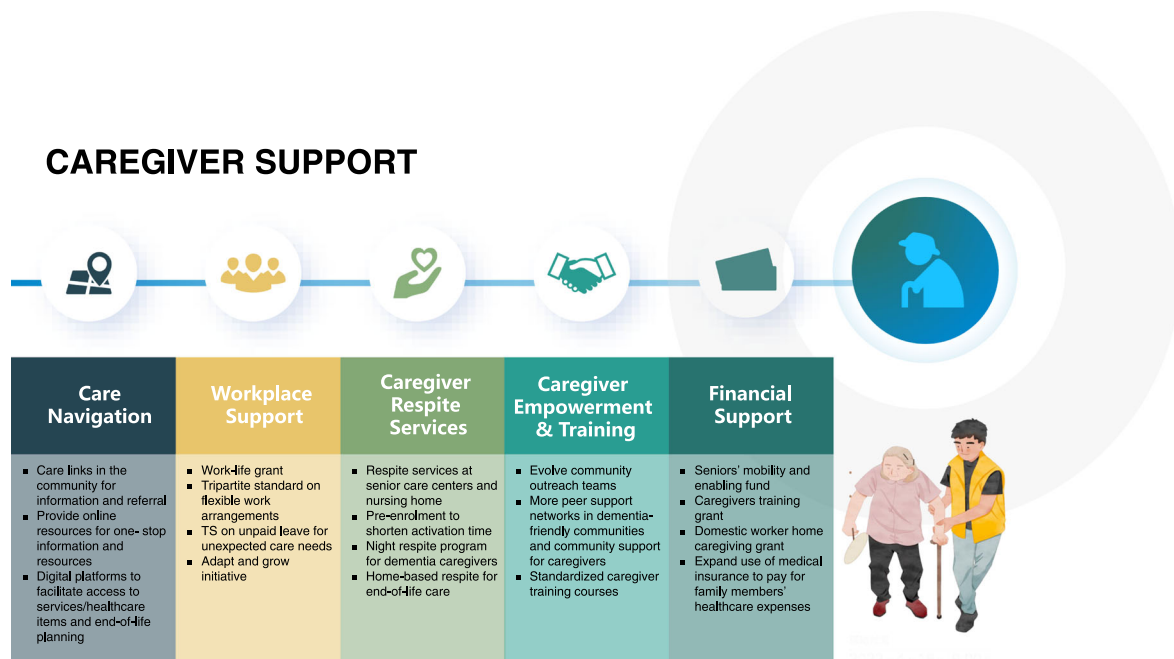 CAREGIVER SUPPORT
Care
Navigation
▪ Care links in the
community for
information and referral
▪ Provide online
resources for one- stop
information and
resources
▪ Digital platforms to
facilitate access to
services/healthcare
items and end-of-life
planning
Workplace
Support
▪ Work-life grant
▪ Tripartite standard on
flexible work
arrangements
▪ TS on unpaid leave for
unexpected care needs
▪ Adapt and grow
initiative
Caregiver
Respite
Services
▪ Respite services at
senior care centers and
nursing home
▪ Pre-enrolment to
shorten activation time
▪ Night respite program
for dementia caregivers
▪ Home-based respite for
end-of-life care
Caregiver
Empowerment
& Training
▪ Evolve community
outreach teams
▪ More peer support
networks in dementia-
friendly communities
and community support
for caregivers
▪ Standardized caregiver
training courses
Financial
Support
▪ Seniors’ mobility and
enabling fund
▪ Caregivers training
grant
▪ Domestic worker home
caregiving grant
▪ Expand use of medical
insurance to pay for
family members’
healthcare expenses